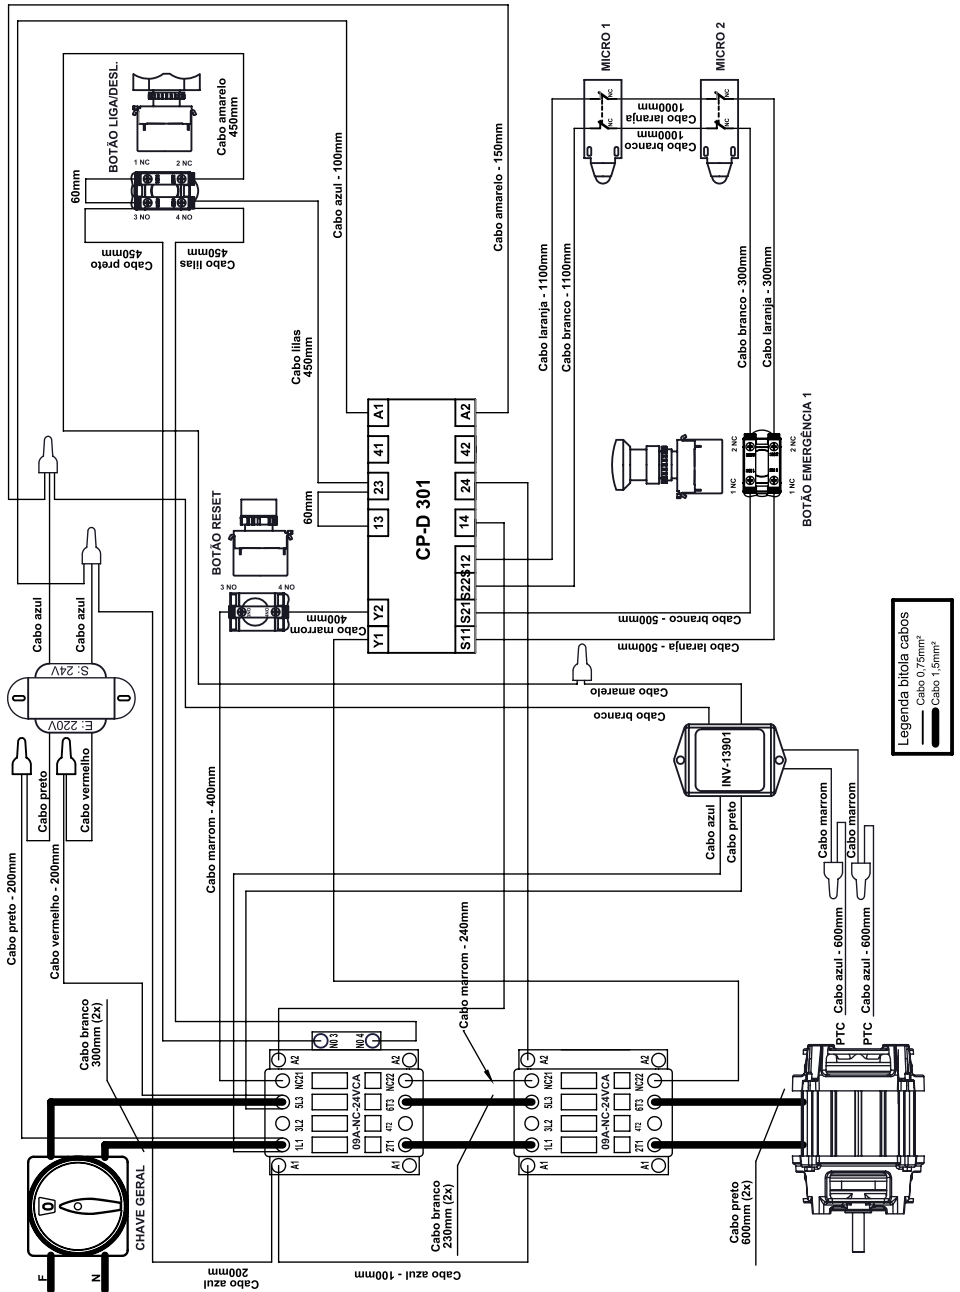 BOTÃO LIGA/DESL.
1 NC
2 NC
3 NO
4 NO
60mm
Cabo amarelo
450mm
Cabo preto
450mm
Cabo lilas
450mm
Cabo azul - 100mm
Cabo amarelo - 150mm
MICRO 1
MICRO 2
NC
NC
NC
NC
Cabo laranja
1000mm
Cabo branco
1000mm
Cabo laranja - 1100mm
Cabo branco - 1100mm
Cabo branco - 300mm
Cabo laranja - 300mm
Cabo lilas
450mm
60mm
CP-D 301
A1
41
23
13
Y2
Y1
A2
42
24
14
S12
S22
S21
S11
BOTÃO RESET
3 NO
4 NO
Cabo marrom
400mm
BOTÃO EMERGÊNCIA 1
1 NC
2 NC
1 NC
2 NC
Cabo branco - 500mm
Cabo laranja - 500mm
Cabo azul
Cabo azul
S: 24V
E: 220V
Cabo preto
Cabo vermelho
Cabo preto - 200mm
Cabo vermelho - 200mm
Cabo marrom - 400mm
Cabo amarelo
Cabo branco
INV-13901
Cabo azul
Cabo preto
Cabo marrom
Cabo marrom
Cabo azul - 600mm
Cabo azul - 600mm
PTC
PTC
Legenda bitola cabos
Cabo 0,75mm²
Cabo 1,5mm²
Cabo branco
300mm (2x)
Cabo marrom - 240mm
NO 3
NO 4
A2
A2
NC21
NC22
5L3
6T3
3L2
4T2
1L1
2T1
A1
A1
09A-NC-24VCA
A2
A2
NC21
NC22
5L3
6T3
3L2
4T2
1L1
2T1
A1
A1
09A-NC-24VCA
0
CHAVE GERAL
F
N
Cabo azul
200mm
Cabo azul - 100mm
Cabo branco
230mm (2x)
Cabo preto
600mm (2x)